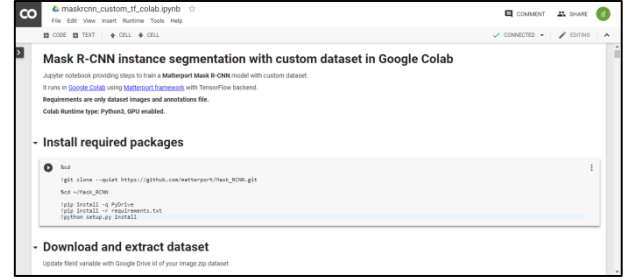 maskrcnn_custom_tf_colab.ipynb
File Edit View Insert Runtime Tools Help
COMMENT SHARE d
CODE TEXT CELL CELL
CONNECTED EDITING
Mask R-CNN instance segmentation with custom dataset in Google Colab
Jupyter notebook providing steps to train a Matterport Mask R-CNN model with custom dataset.
It runs in Google Colab using Matterport framework with TensorFlow backend.
Requirements are only dataset images and annotations file.
Colab Runtime type: Python3, GPU enabled.
Install required packages
%cd
!git clone --quiet https://github.com/matterport/Mask_RCNN.git
%cd ~/Mask_RCNN
!pip install -q PyDrive
!pip install -r requirements.txt
!python setup.py install
Download and extract dataset
Update fileId variable with Google Drive id of your image.zip dataset